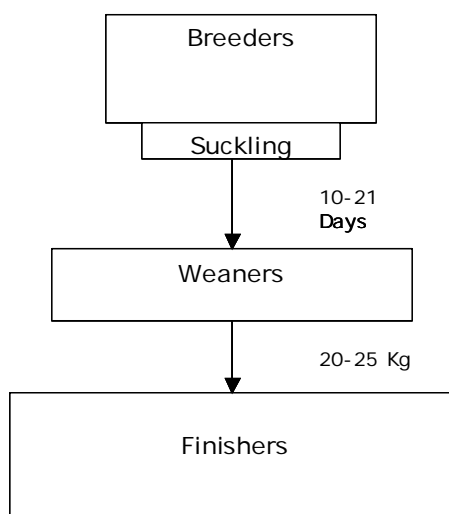 Breeders
Suckling
10-21
Days
Weaners
20-25 Kg
Finishers